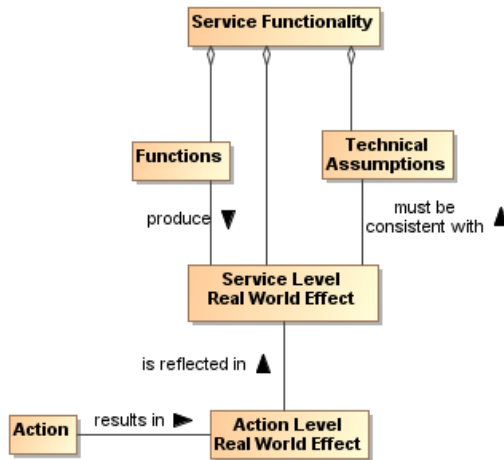 Service Functionality
Functions
Technical
Assumptions
produce
must be
consistent with
Service Level
Real World Effect
is reflected in
Action
results in
Action Level
Real World Effect